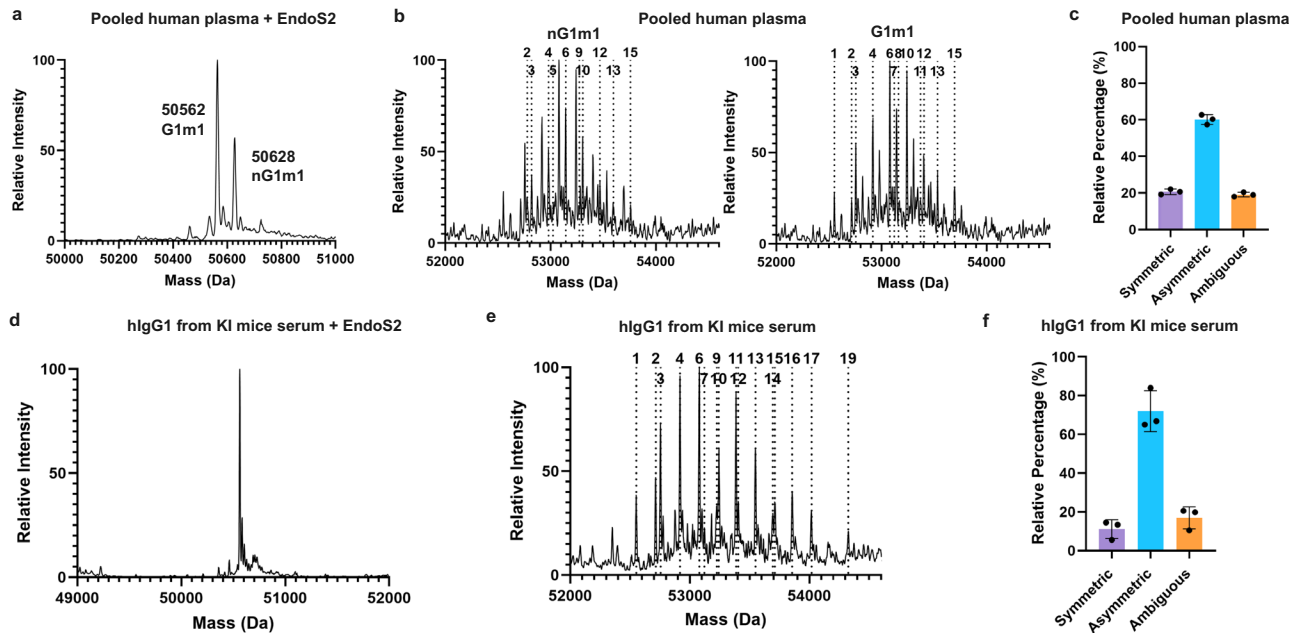 a
Pooled human plasma + EndoS2
Relative Intensity
100
50
0
50562
G1m1
50628
nG1m1
50000 50200 50400 50600 50800 51000
Mass (Da)
b
Pooled human plasma
nG1m1
2 4 6 9 12 15
3 5 10 13
Relative Intensity
100
50
0
52000 53000 54000
Mass (Da)
G1m1
1 2 4 6 8 10 12 15
3 7 11 13
Relative Intensity
100
50
0
52000 53000 54000
Mass (Da)
c
Pooled human plasma
Relative Percentage (%)
100
80
60
40
20
0
Symmetric
Asymmetric
Ambiguous
d
hIgG1 from KI mice serum + EndoS2
Relative Intensity
100
50
0
49000 50000 51000 52000
Mass (Da)
e
hIgG1 from KI mice serum
1 2 4 6 9 11 13 15 16 17 19
3 7 10 12 14
Relative Intensity
100
50
0
52000 53000 54000
Mass (Da)
f
hIgG1 from KI mice serum
Relative Percentage (%)
100
80
60
40
20
0
Symmetric
Asymmetric
Ambiguous